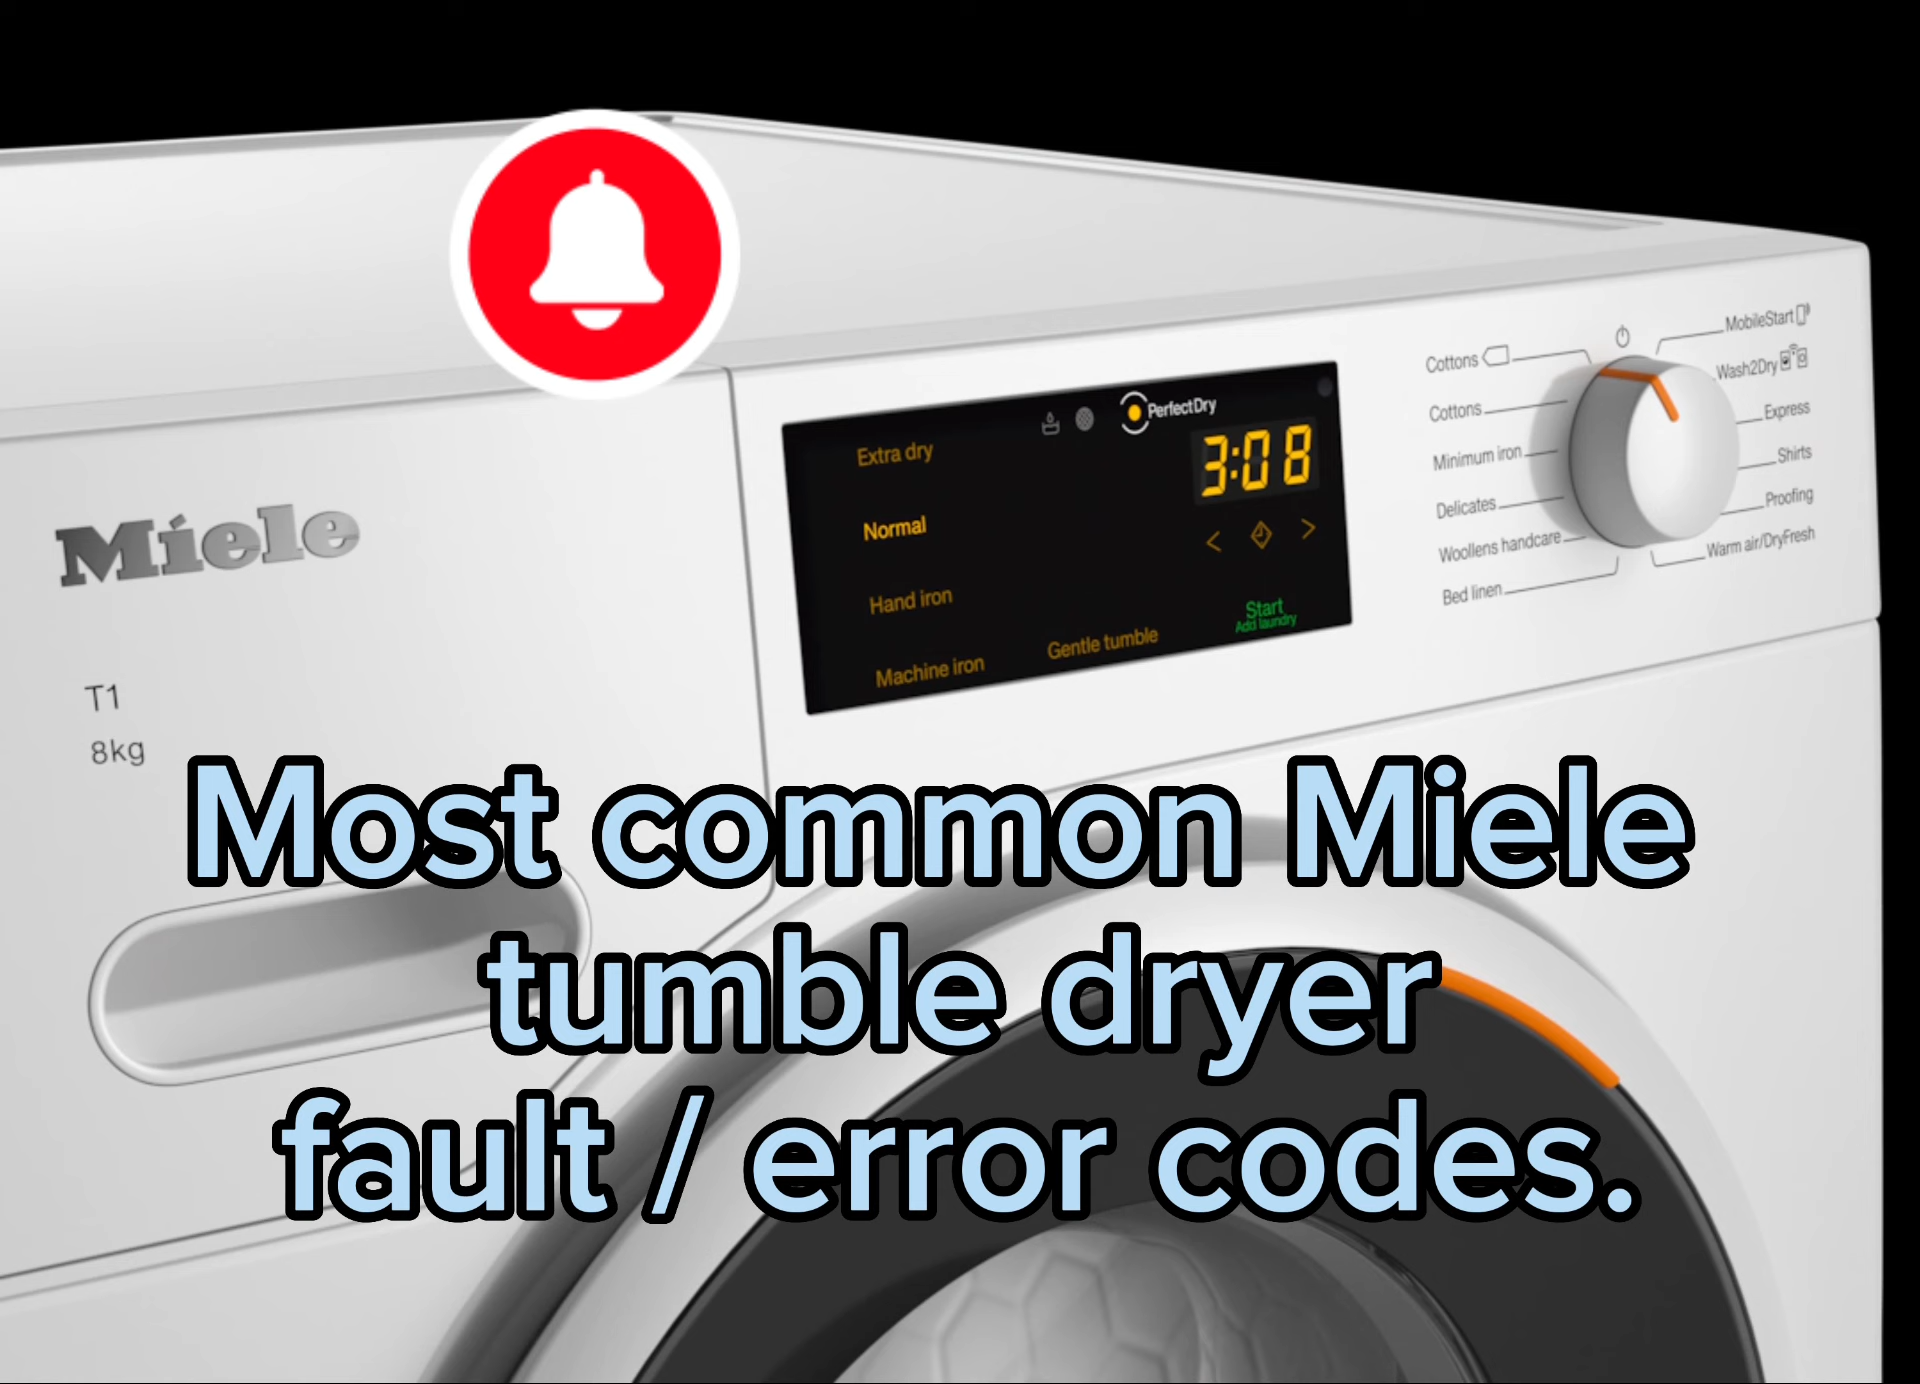 Miele
T1
8kg
Extra dry
Normal
Hand iron
Machine iron
Gentle tumble
PerfectDry
3:08
Start
Add laundry
Cottons
Cottons
Minimum iron
Delicates
Woollens handcare
Bed linen
MobileStart
Wash2Dry
Express
Shirts
Proofing
Warm air/DryFresh
Most common Miele
tumble dryer
fault / error codes.